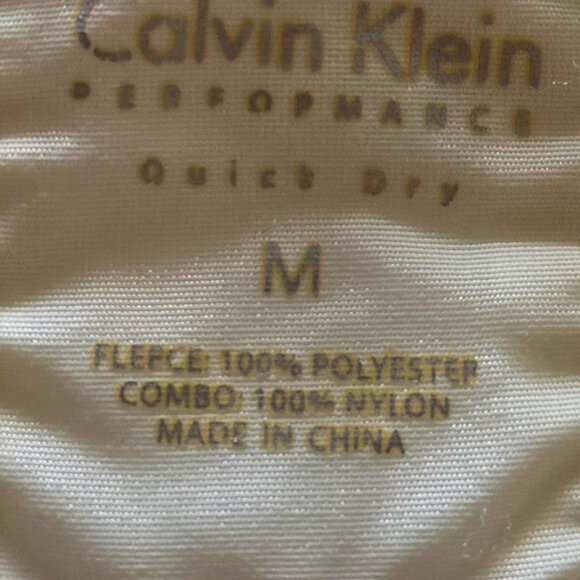 Calvin Klein
PERFORMANCE
Quick Dry
M
FLEECE: 100% POLYESTER
COMBO: 100% NYLON
MADE IN CHINA